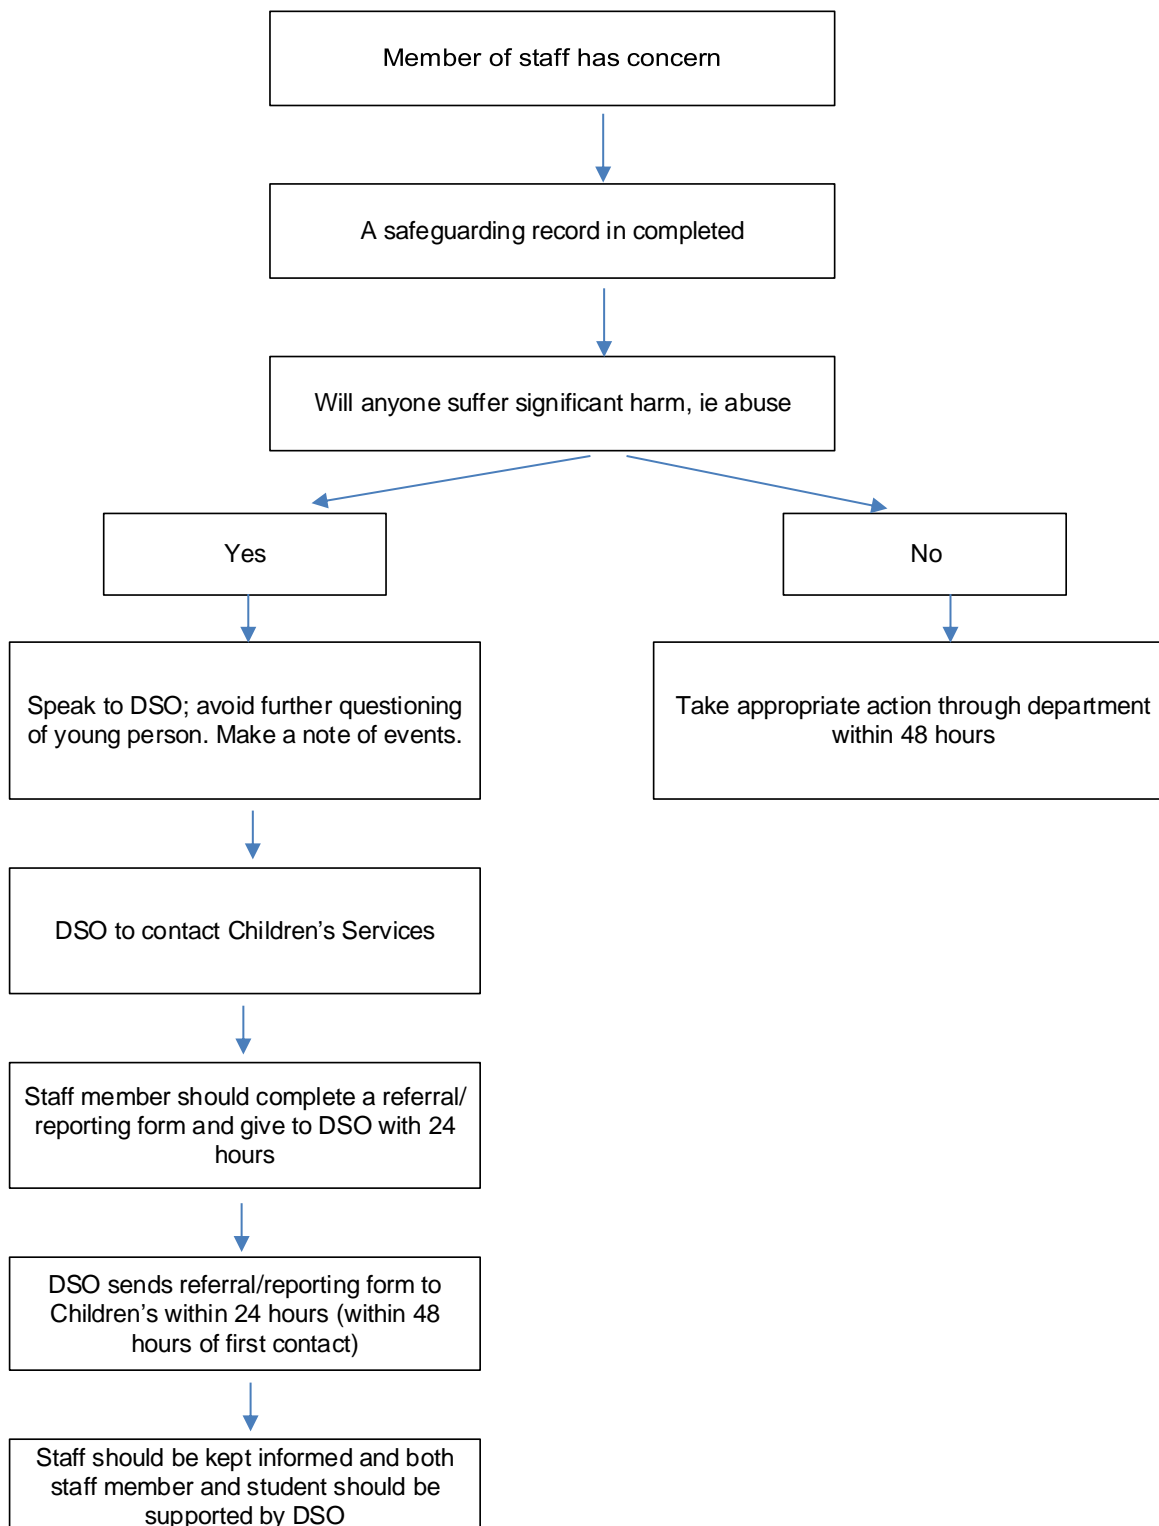 Member of staff has concern
A safeguarding record in completed
Will anyone suffer significant harm, ie abuse
Yes
No
Speak to DSO; avoid further questioning
of young person. Make a note of events.
Take appropriate action through department
within 48 hours
DSO to contact Children’s Services
Staff member should complete a referral/
reporting form and give to DSO with 24
hours
DSO sends referral/reporting form to
Children’s within 24 hours (within 48
hours of first contact)
Staff should be kept informed and both
staff member and student should be
supported by DSO